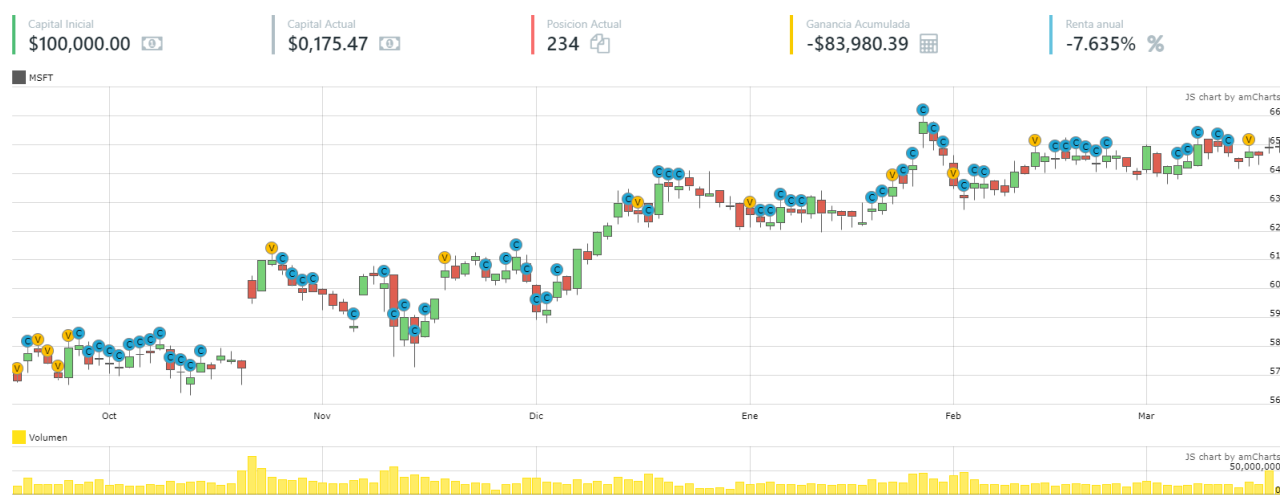 Capital Inicial
$100,000.00
Capital Actual
$0,175.47
Posicion Actual
234
Ganancia Acumulada
-$83,980.39
Renta anual
-7.635% %
MSFT
JS chart by amCharts
66
65
64
63
62
61
60
59
58
57
56
Oct
Nov
Dic
Ene
Feb
Mar
Volumen
JS chart by amCharts
50,000,000
0